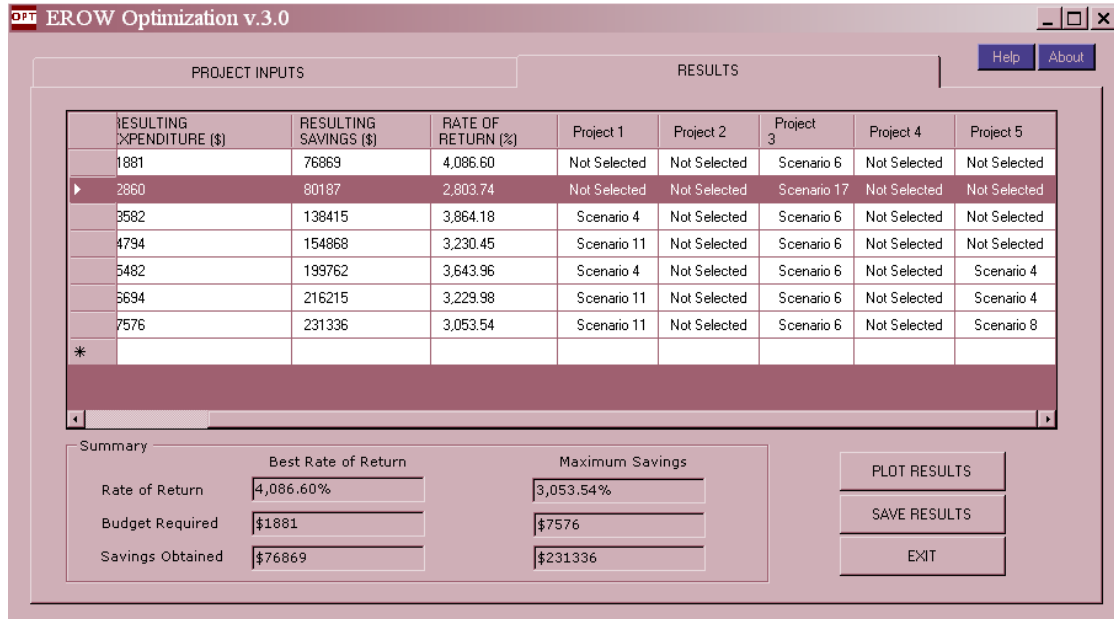 OPT EROW Optimization v.3.0
Help About
PROJECT INPUTS RESULTS
RESULTING EXPENDITURE ($) RESULTING SAVINGS ($) RATE OF RETURN (%) Project 1 Project 2 Project 3 Project 4 Project 5
1881 76869 4,086.60 Not Selected Not Selected Scenario 6 Not Selected Not Selected
2860 80187 2,803.74 Not Selected Not Selected Scenario 17 Not Selected Not Selected
3582 138415 3,864.18 Scenario 4 Not Selected Scenario 6 Not Selected Not Selected
4794 154868 3,230.45 Scenario 11 Not Selected Scenario 6 Not Selected Not Selected
5482 199762 3,643.96 Scenario 4 Not Selected Scenario 6 Not Selected Scenario 4
6694 216215 3,229.98 Scenario 11 Not Selected Scenario 6 Not Selected Scenario 4
7576 231336 3,053.54 Scenario 11 Not Selected Scenario 6 Not Selected Scenario 8
Summary
Best Rate of Return Maximum Savings
Rate of Return 4,086.60% 3,053.54%
Budget Required $1881 $7576
Savings Obtained $76869 $231336
PLOT RESULTS
SAVE RESULTS
EXIT